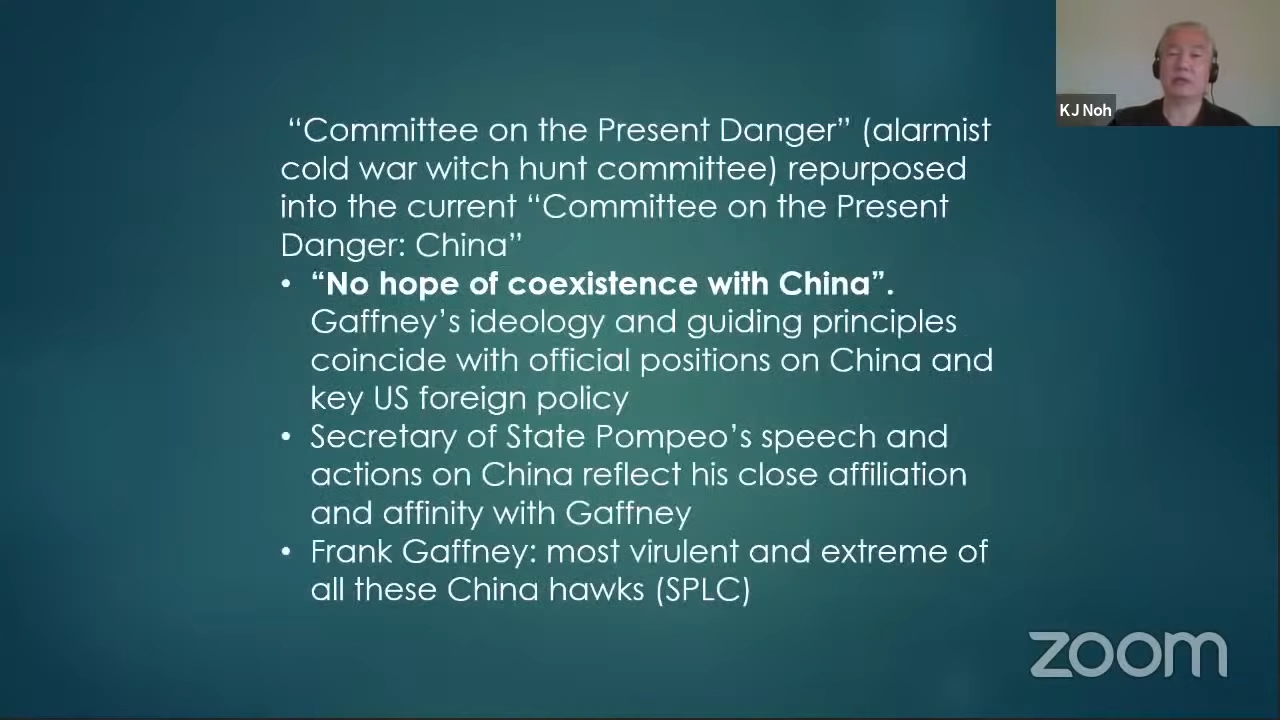 KJ Noh
“Committee on the Present Danger” (alarmist
cold war witch hunt committee) repurposed
into the current “Committee on the Present
Danger: China”
• “No hope of coexistence with China”.
Gaffney’s ideology and guiding principles
coincide with official positions on China and
key US foreign policy
• Secretary of State Pompeo’s speech and
actions on China reflect his close affiliation
and affinity with Gaffney
• Frank Gaffney: most virulent and extreme of
all these China hawks (SPLC)
zoom